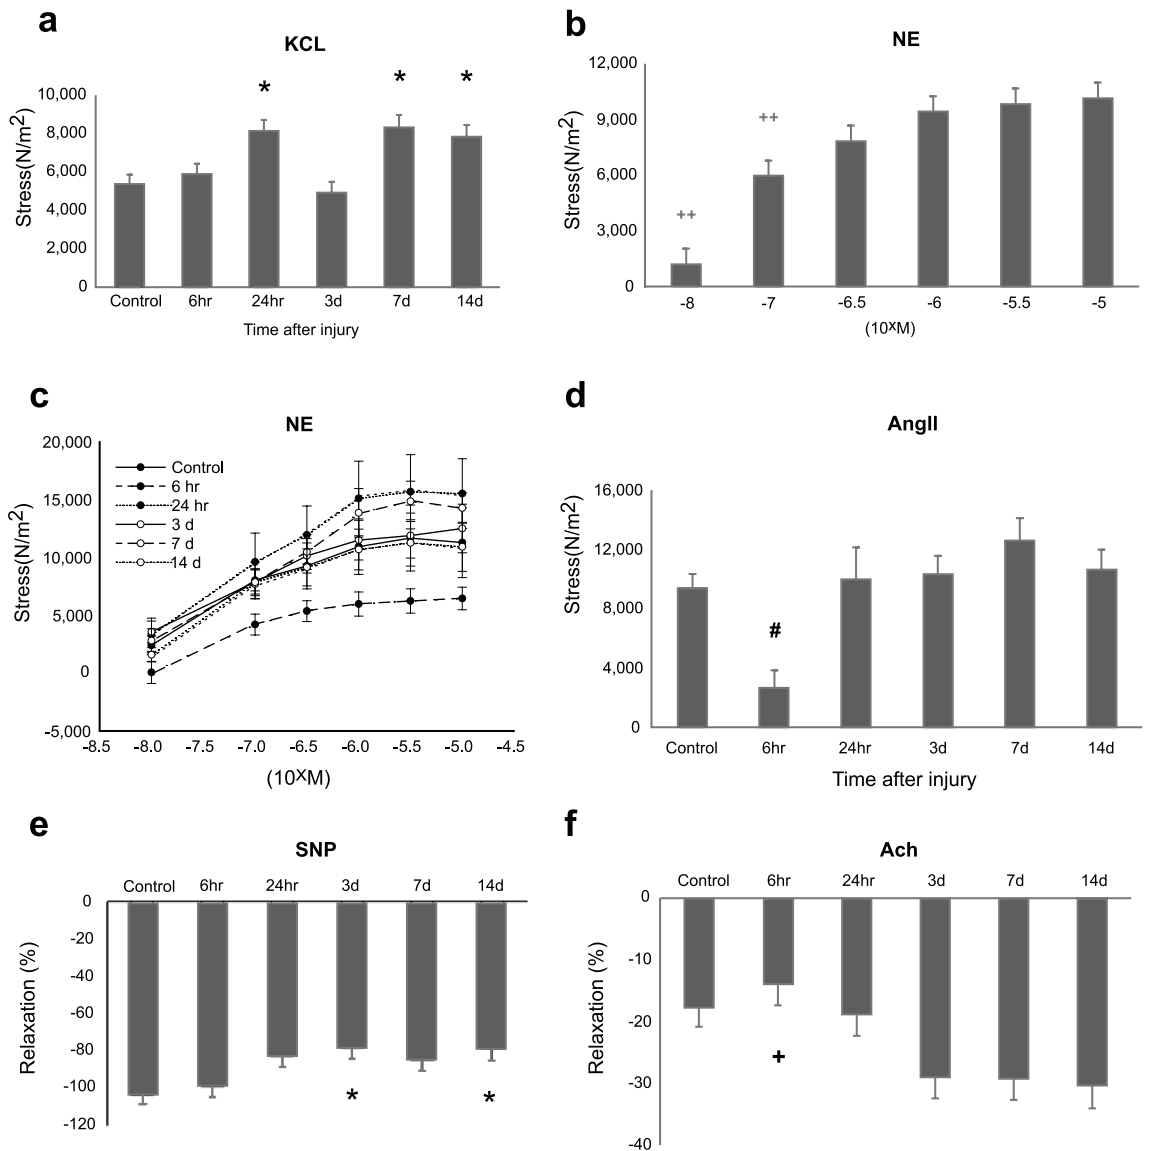 a
KCL
Stress(N/m2)
10,000
8,000
6,000
4,000
2,000
0
* * *
Control 6hr 24hr 3d 7d 14d
Time after injury
b
NE
Stress(N/m2)
12,000
9,000
6,000
3,000
0
++
++
-8 -7 -6.5 -6 -5.5 -5
(10xM)
c
NE
Stress(N/m2)
20,000
15,000
10,000
5,000
0
-5,000
Control
6 hr
24 hr
3 d
7 d
14 d
-8.5 -8.0 -7.5 -7.0 -6.5 -6.0 -5.5 -5.0 -4.5
(10xM)
d
AngII
Stress(N/m2)
16,000
12,000
8,000
4,000
0
#
Control 6hr 24hr 3d 7d 14d
Time after injury
e
SNP
Control 6hr 24hr 3d 7d 14d
Relaxation (%)
0
-20
-40
-60
-80
-100
-120
* *
f
Ach
Control 6hr 24hr 3d 7d 14d
Relaxation (%)
0
-10
-20
-30
-40
+